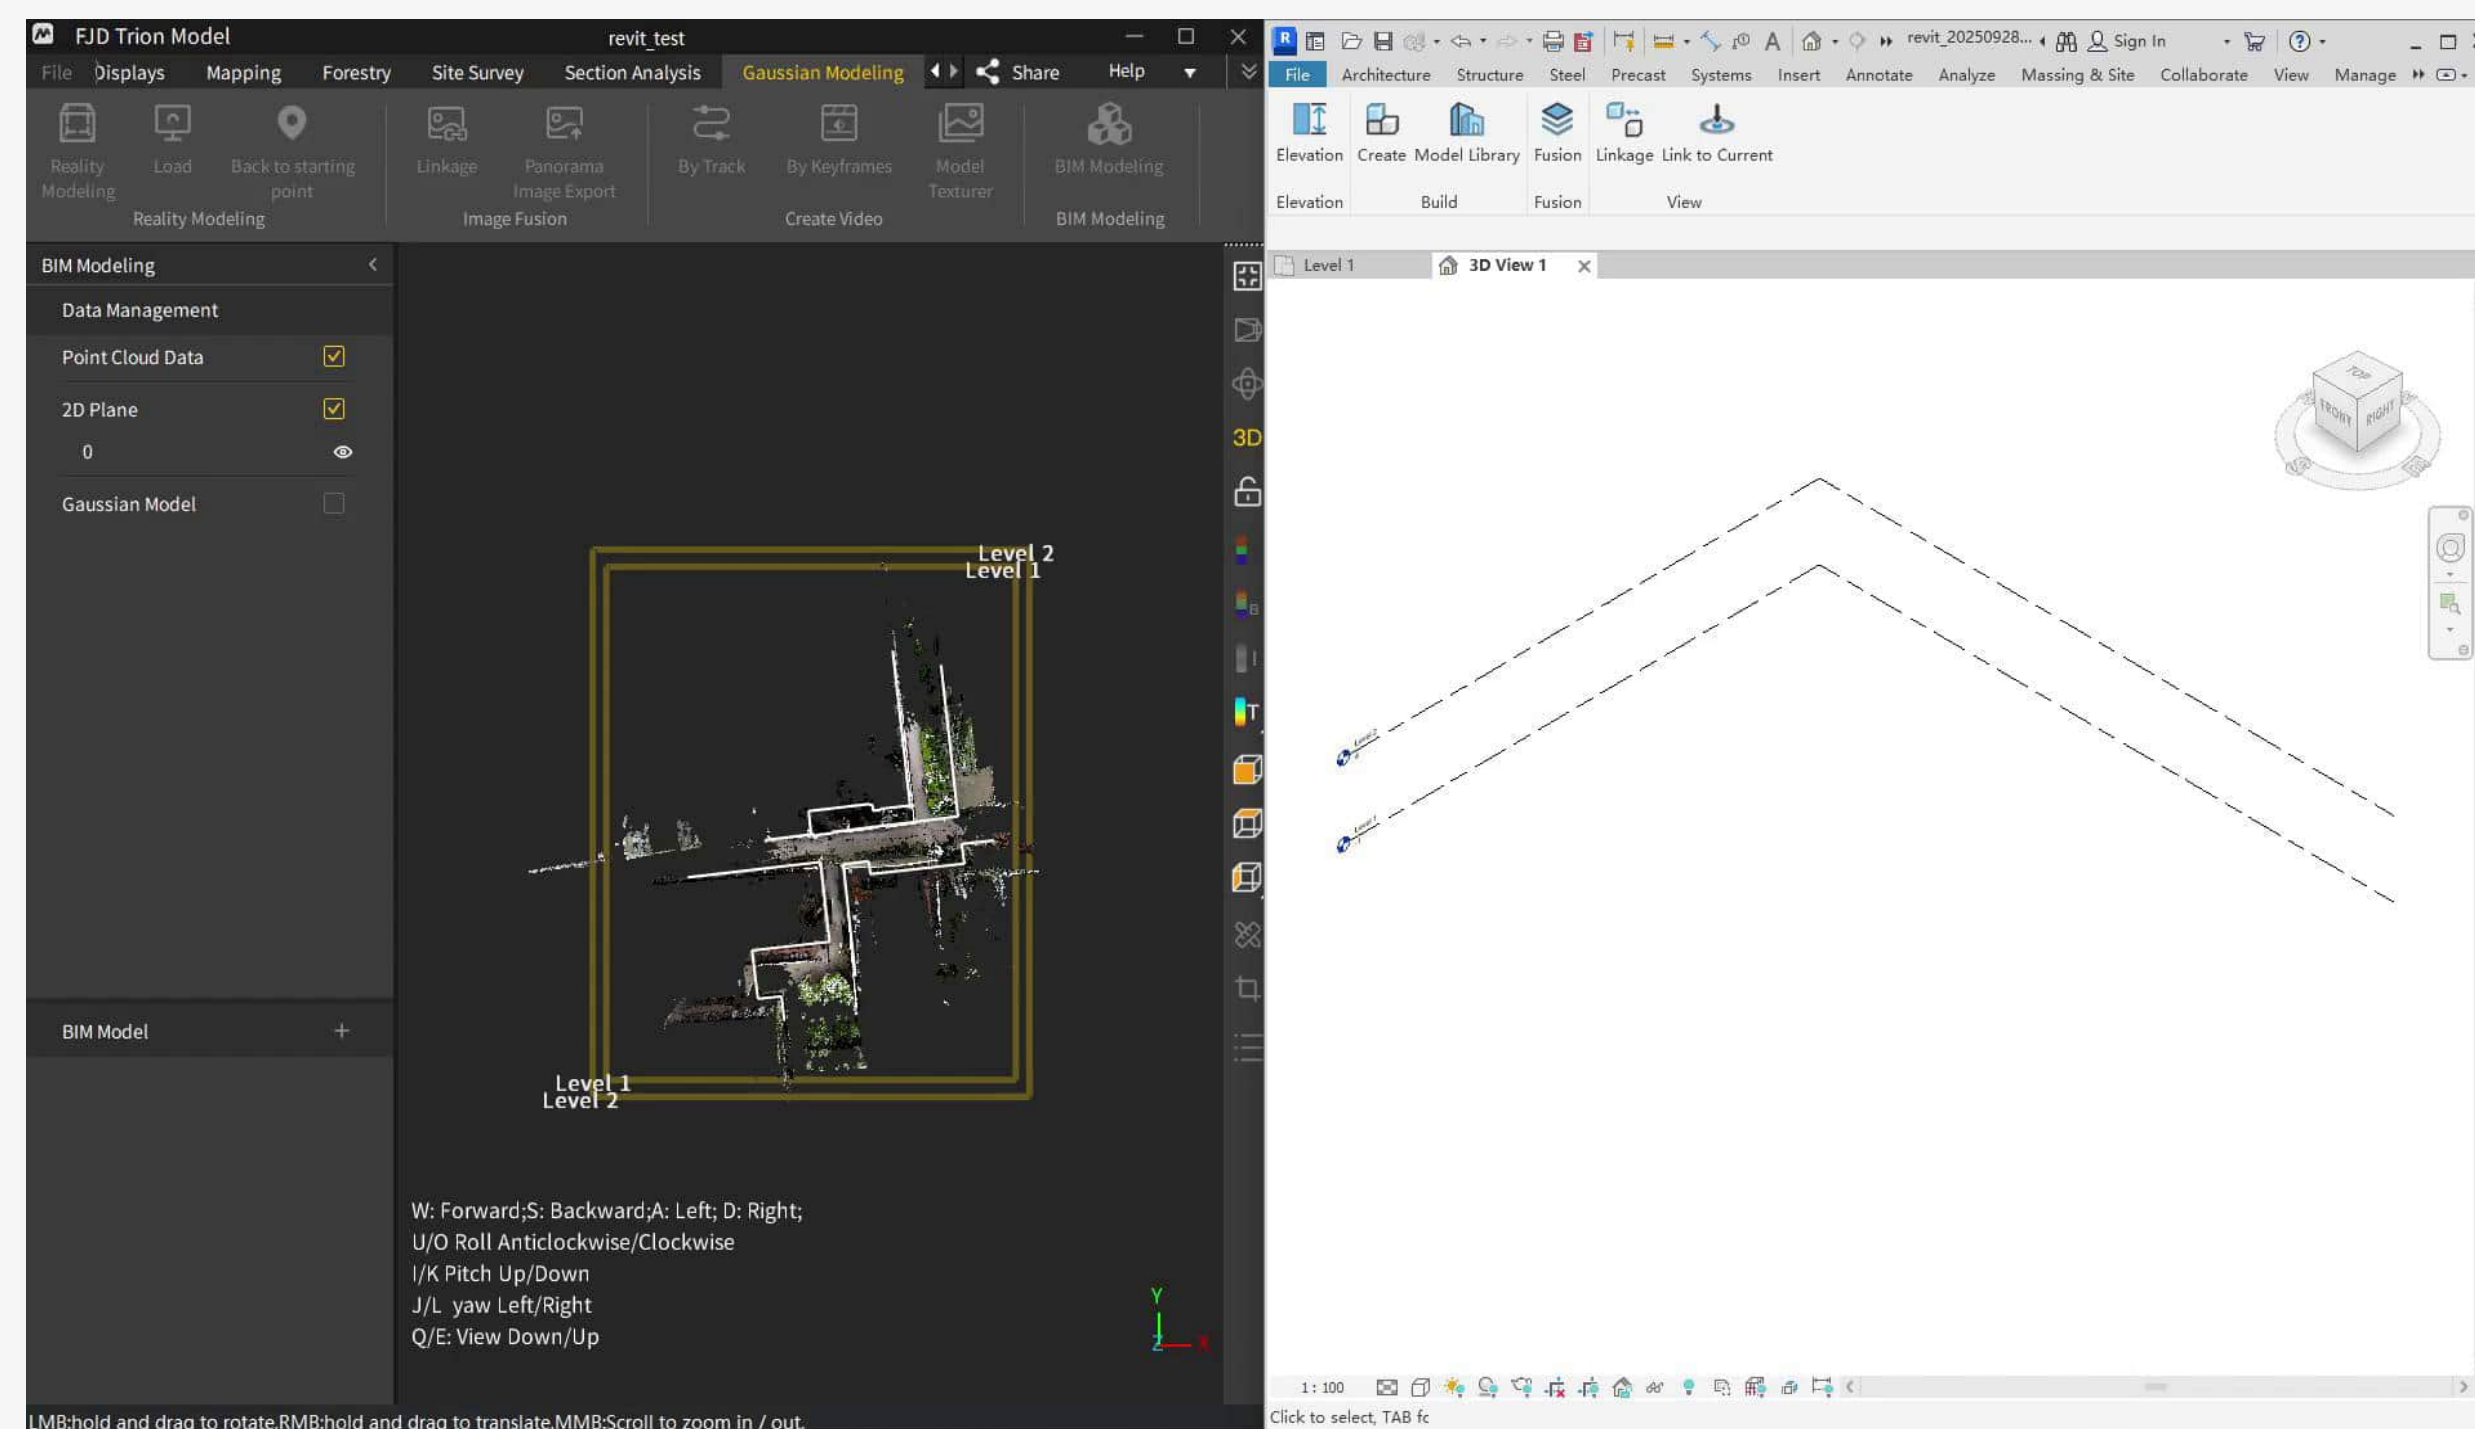 FJD Trion Model
revit_test
File Displays Mapping Forestry Site Survey Section Analysis Gaussian Modeling Share Help
Reality Modeling
Load
Back to starting point
Reality Modeling
Linkage
Panorama Image Export
Image Fusion
By Track
By Keyframes
Model Texturer
Create Video
BIM Modeling
BIM Modeling
BIM Modeling
Data Management
Point Cloud Data
2D Plane
0
Gaussian Model
BIM Model
Level 2
Level 1
Level 1
Level 2
W: Forward;S: Backward;A: Left; D: Right;
U/O Roll Anticlockwise/Clockwise
I/K Pitch Up/Down
J/L yaw Left/Right
Q/E: View Down/Up
Y
Z
X
3D
B
I
T
LMB:hold and drag to rotate.RMB:hold and drag to translate.MMB:Scroll to zoom in / out.
R
revit_20250928...
Sign In
File Architecture Structure Steel Precast Systems Insert Annotate Analyze Massing & Site Collaborate View Manage
Elevation Create Model Library Fusion Linkage Link to Current
Elevation Build Fusion View
Level 1
3D View 1
TOP
FRONT
RIGHT
Level 2
Level 1
1 : 100
Click to select, TAB fc